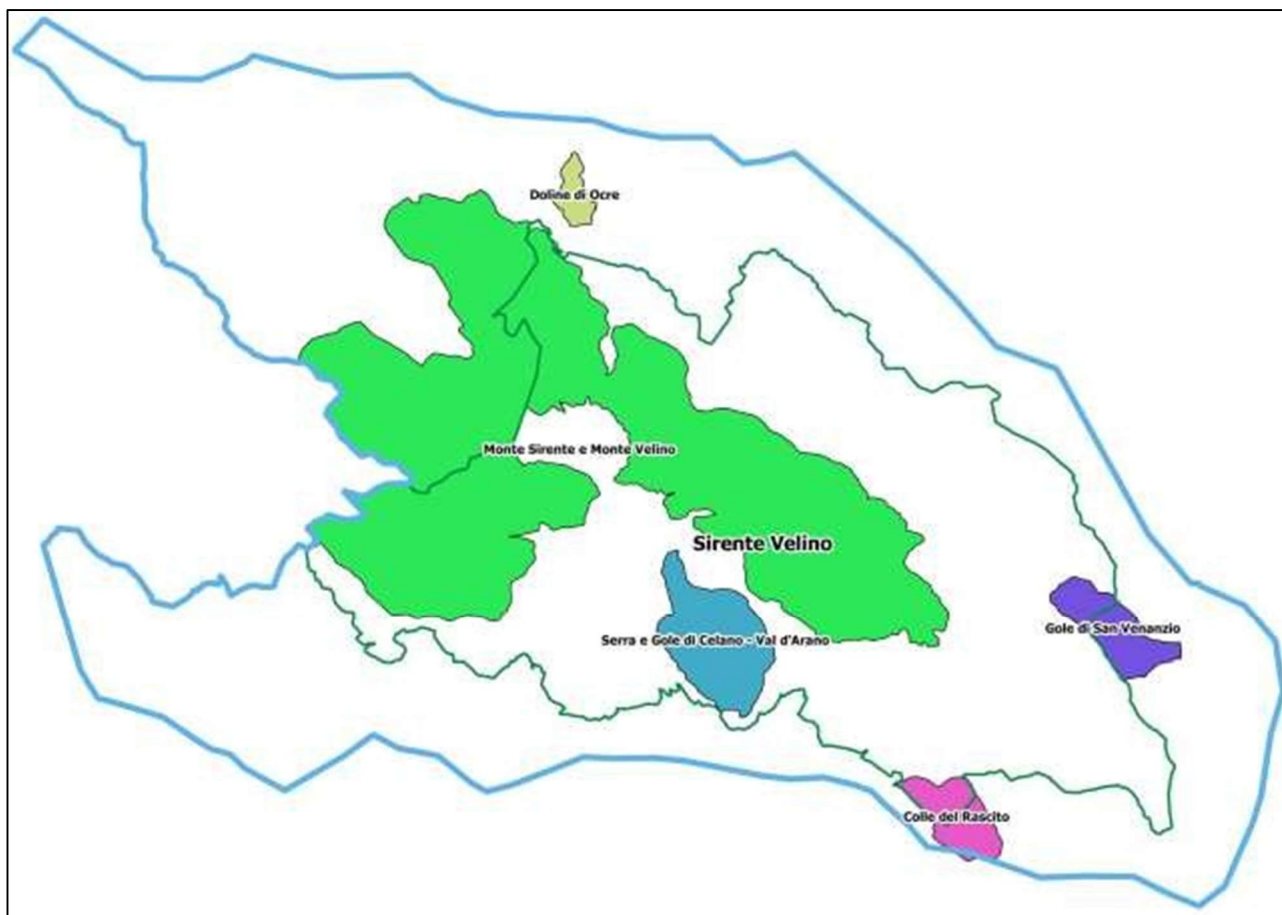 Doline di Ocre
Monte Sirente e Monte Velino
Sirente Velino
Gole di San Venanzio
Serra e Gole di Celano - Val d'Arano
Colle del Rascito